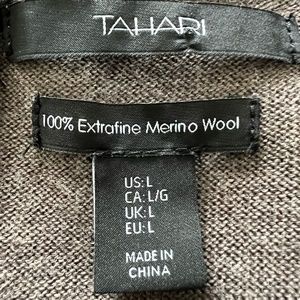 TAHARI
100% Extrafine Merino Wool
US: L
CA: L/G
UK: L
EU: L
MADE IN
CHINA